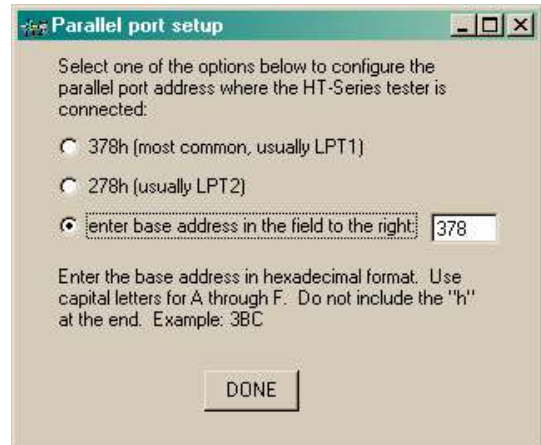 Parallel port setup
Select one of the options below to configure the
parallel port address where the HT-Series tester is
connected:
378h (most common, usually LPT1)
278h (usually LPT2)
enter base address in the field to the right: 378
Enter the base address in hexadecimal format. Use
capital letters for A through F. Do not include the "h"
at the end. Example: 3BC
DONE